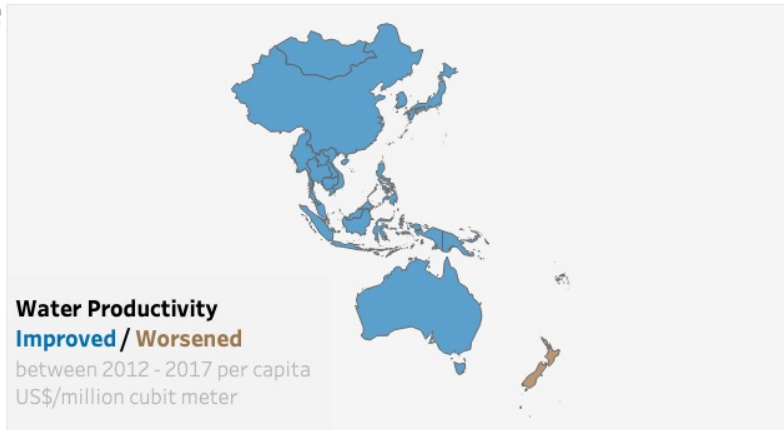 Water Productivity
Improved / Worsened
between 2012 - 2017 per capita
US$/million cubit meter